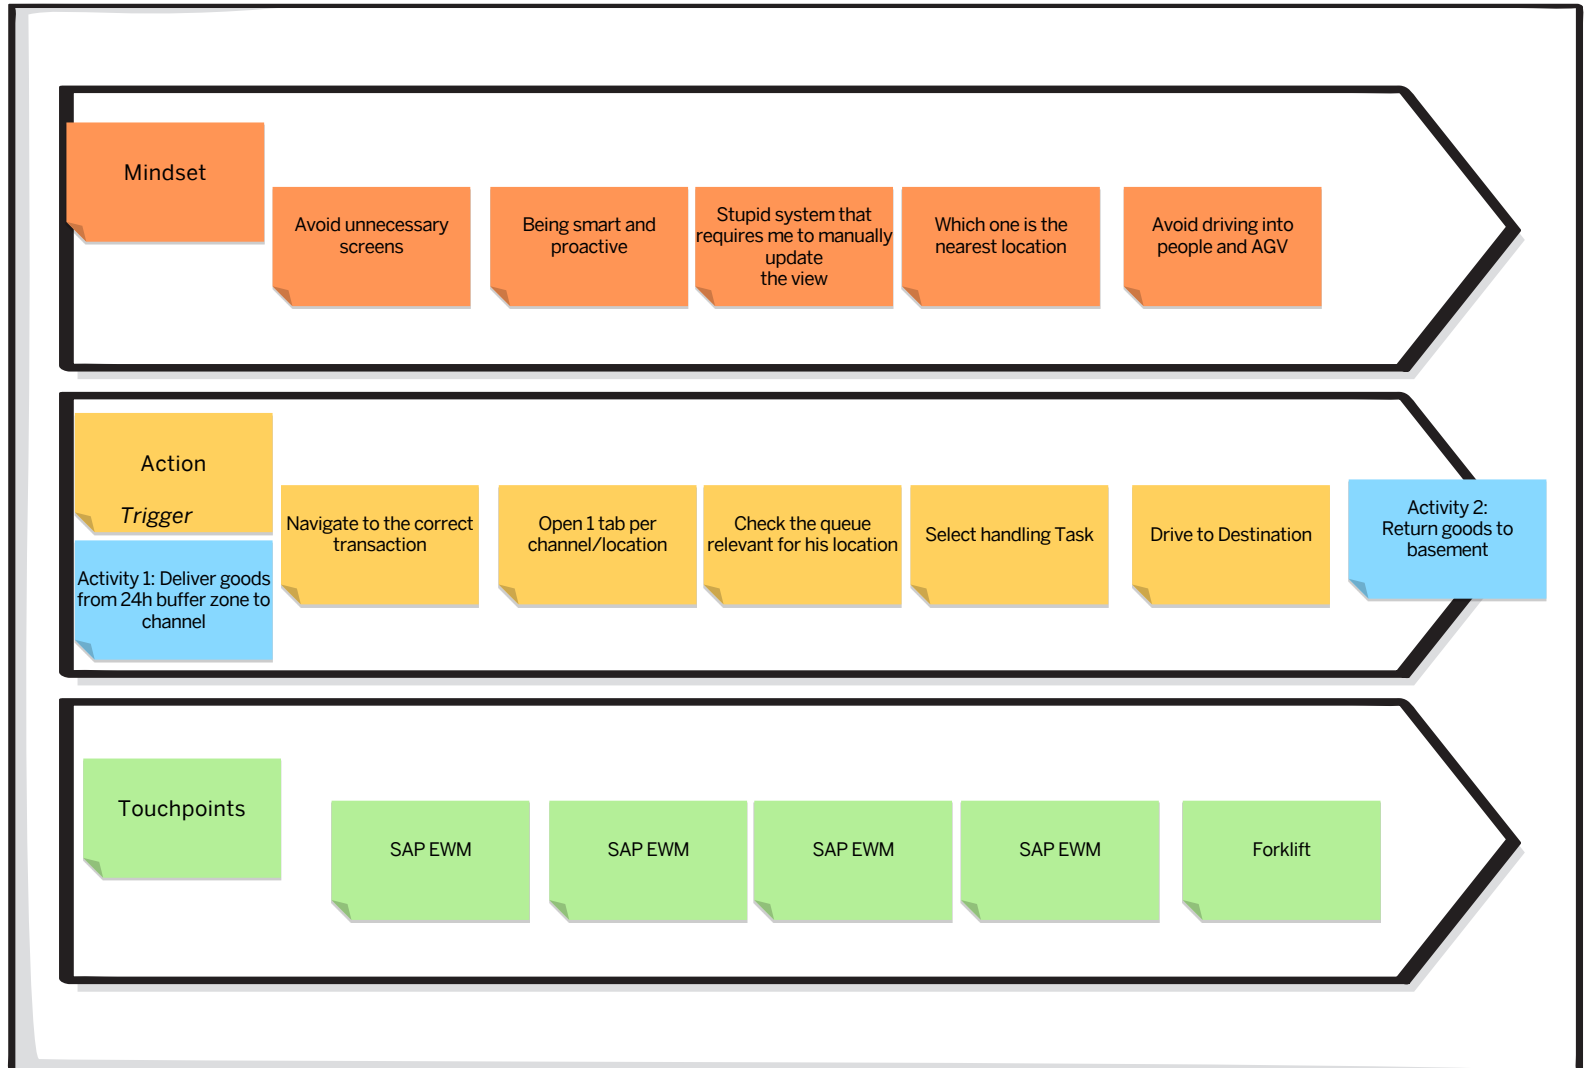 Mindset
Avoid unnecessary
screens
Being smart and
proactive
Stupid system that
requires me to manually
update
the view
Which one is the
nearest location
Avoid driving into
people and AGV
Action
Trigger
Activity 1: Deliver goods
from 24h buffer zone to
channel
Navigate to the correct
transaction
Open 1 tab per
channel/location
Check the queue
relevant for his location
Select handling Task
Drive to Destination
Activity 2:
Return goods to
basement
Touchpoints
SAP EWM
SAP EWM
SAP EWM
SAP EWM
Forklift